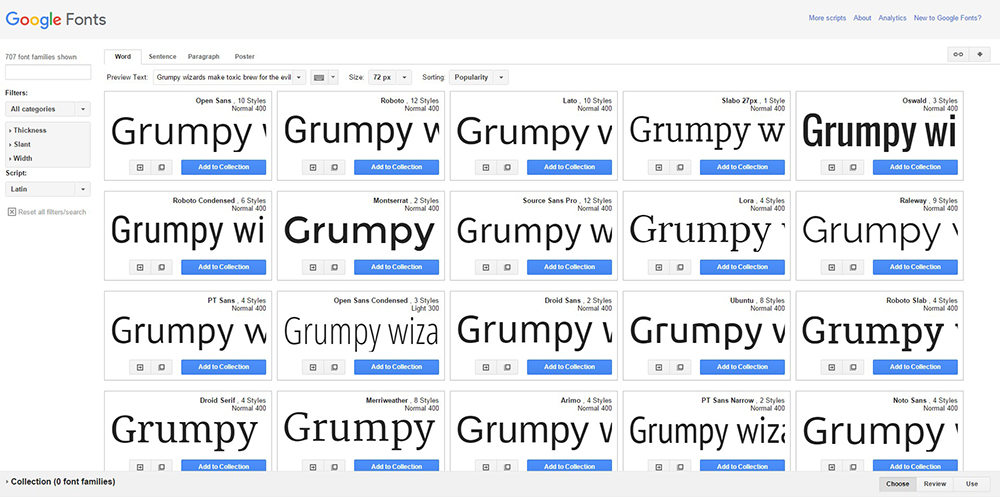 Google Fonts
More scripts About Analytics New to Google Fonts?
707 font families shown
Word Sentence Paragraph Poster
Preview Text: Grumpy wizards make toxic brew for the evil Size: 72 px Sorting: Popularity
Filters:
All categories
Thickness
Slant
Width
Script:
Latin
Reset all filters/search
Open Sans , 10 Styles
Normal 400
Grumpy
Add to Collection
Roboto , 12 Styles
Normal 400
Grumpy w
Add to Collection
Lato , 10 Styles
Normal 400
Grumpy w
Add to Collection
Slabo 27px , 1 Style
Normal 400
Grumpy w
Add to Collection
Oswald , 3 Styles
Normal 400
Grumpy wi
Add to Collection
Roboto Condensed , 6 Styles
Normal 400
Grumpy wi
Add to Collection
Montserrat , 2 Styles
Normal 400
Grumpy
Add to Collection
Source Sans Pro , 12 Styles
Normal 400
Grumpy w
Add to Collection
Lora , 4 Styles
Normal 400
Grumpy
Add to Collection
Raleway , 9 Styles
Normal 400
Grumpy
Add to Collection
PT Sans , 4 Styles
Normal 400
Grumpy w
Add to Collection
Open Sans Condensed , 3 Styles
Light 300
Grumpy wiza
Add to Collection
Droid Sans , 2 Styles
Normal 400
Grumpy w
Add to Collection
Ubuntu , 8 Styles
Normal 400
Grumpy w
Add to Collection
Roboto Slab , 4 Styles
Normal 400
Grumpy
Add to Collection
Droid Serif , 4 Styles
Normal 400
Grumpy
Add to Collection
Merriweather , 8 Styles
Normal 400
Grumpy
Add to Collection
Arimo , 4 Styles
Normal 400
Grumpy w
Add to Collection
PT Sans Narrow , 2 Styles
Normal 400
Grumpy wiza
Add to Collection
Noto Sans , 4 Styles
Normal 400
Grumpy
Add to Collection
Collection (0 font families)
Choose Review Use